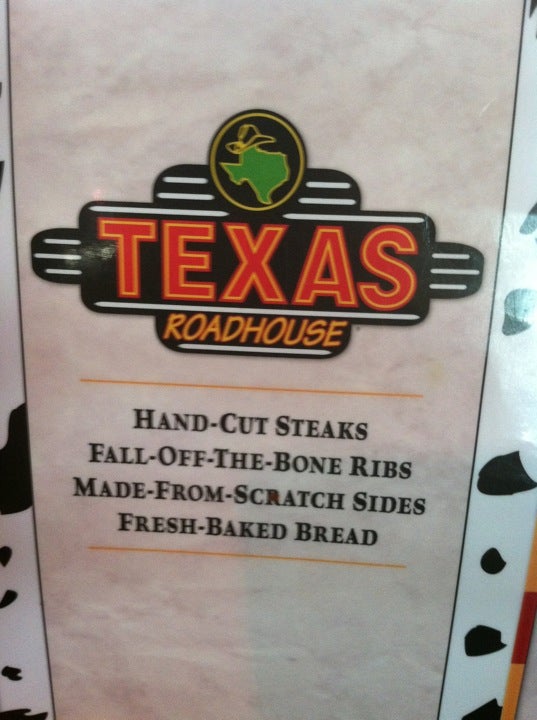 TEXAS
ROADHOUSE
HAND-CUT STEAKS
FALL-OFF-THE-BONE RIBS
MADE-FROM-SCRATCH SIDES
FRESH-BAKED BREAD